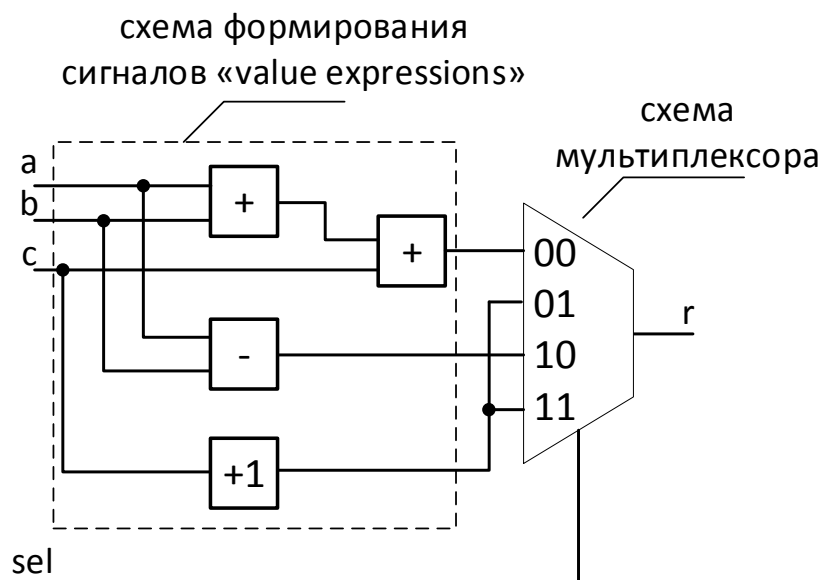 схема формирования
сигналов «value expressions»
схема
мультиплексора
a
b
c
+
+
-
+1
00
01
10
11
r
sel